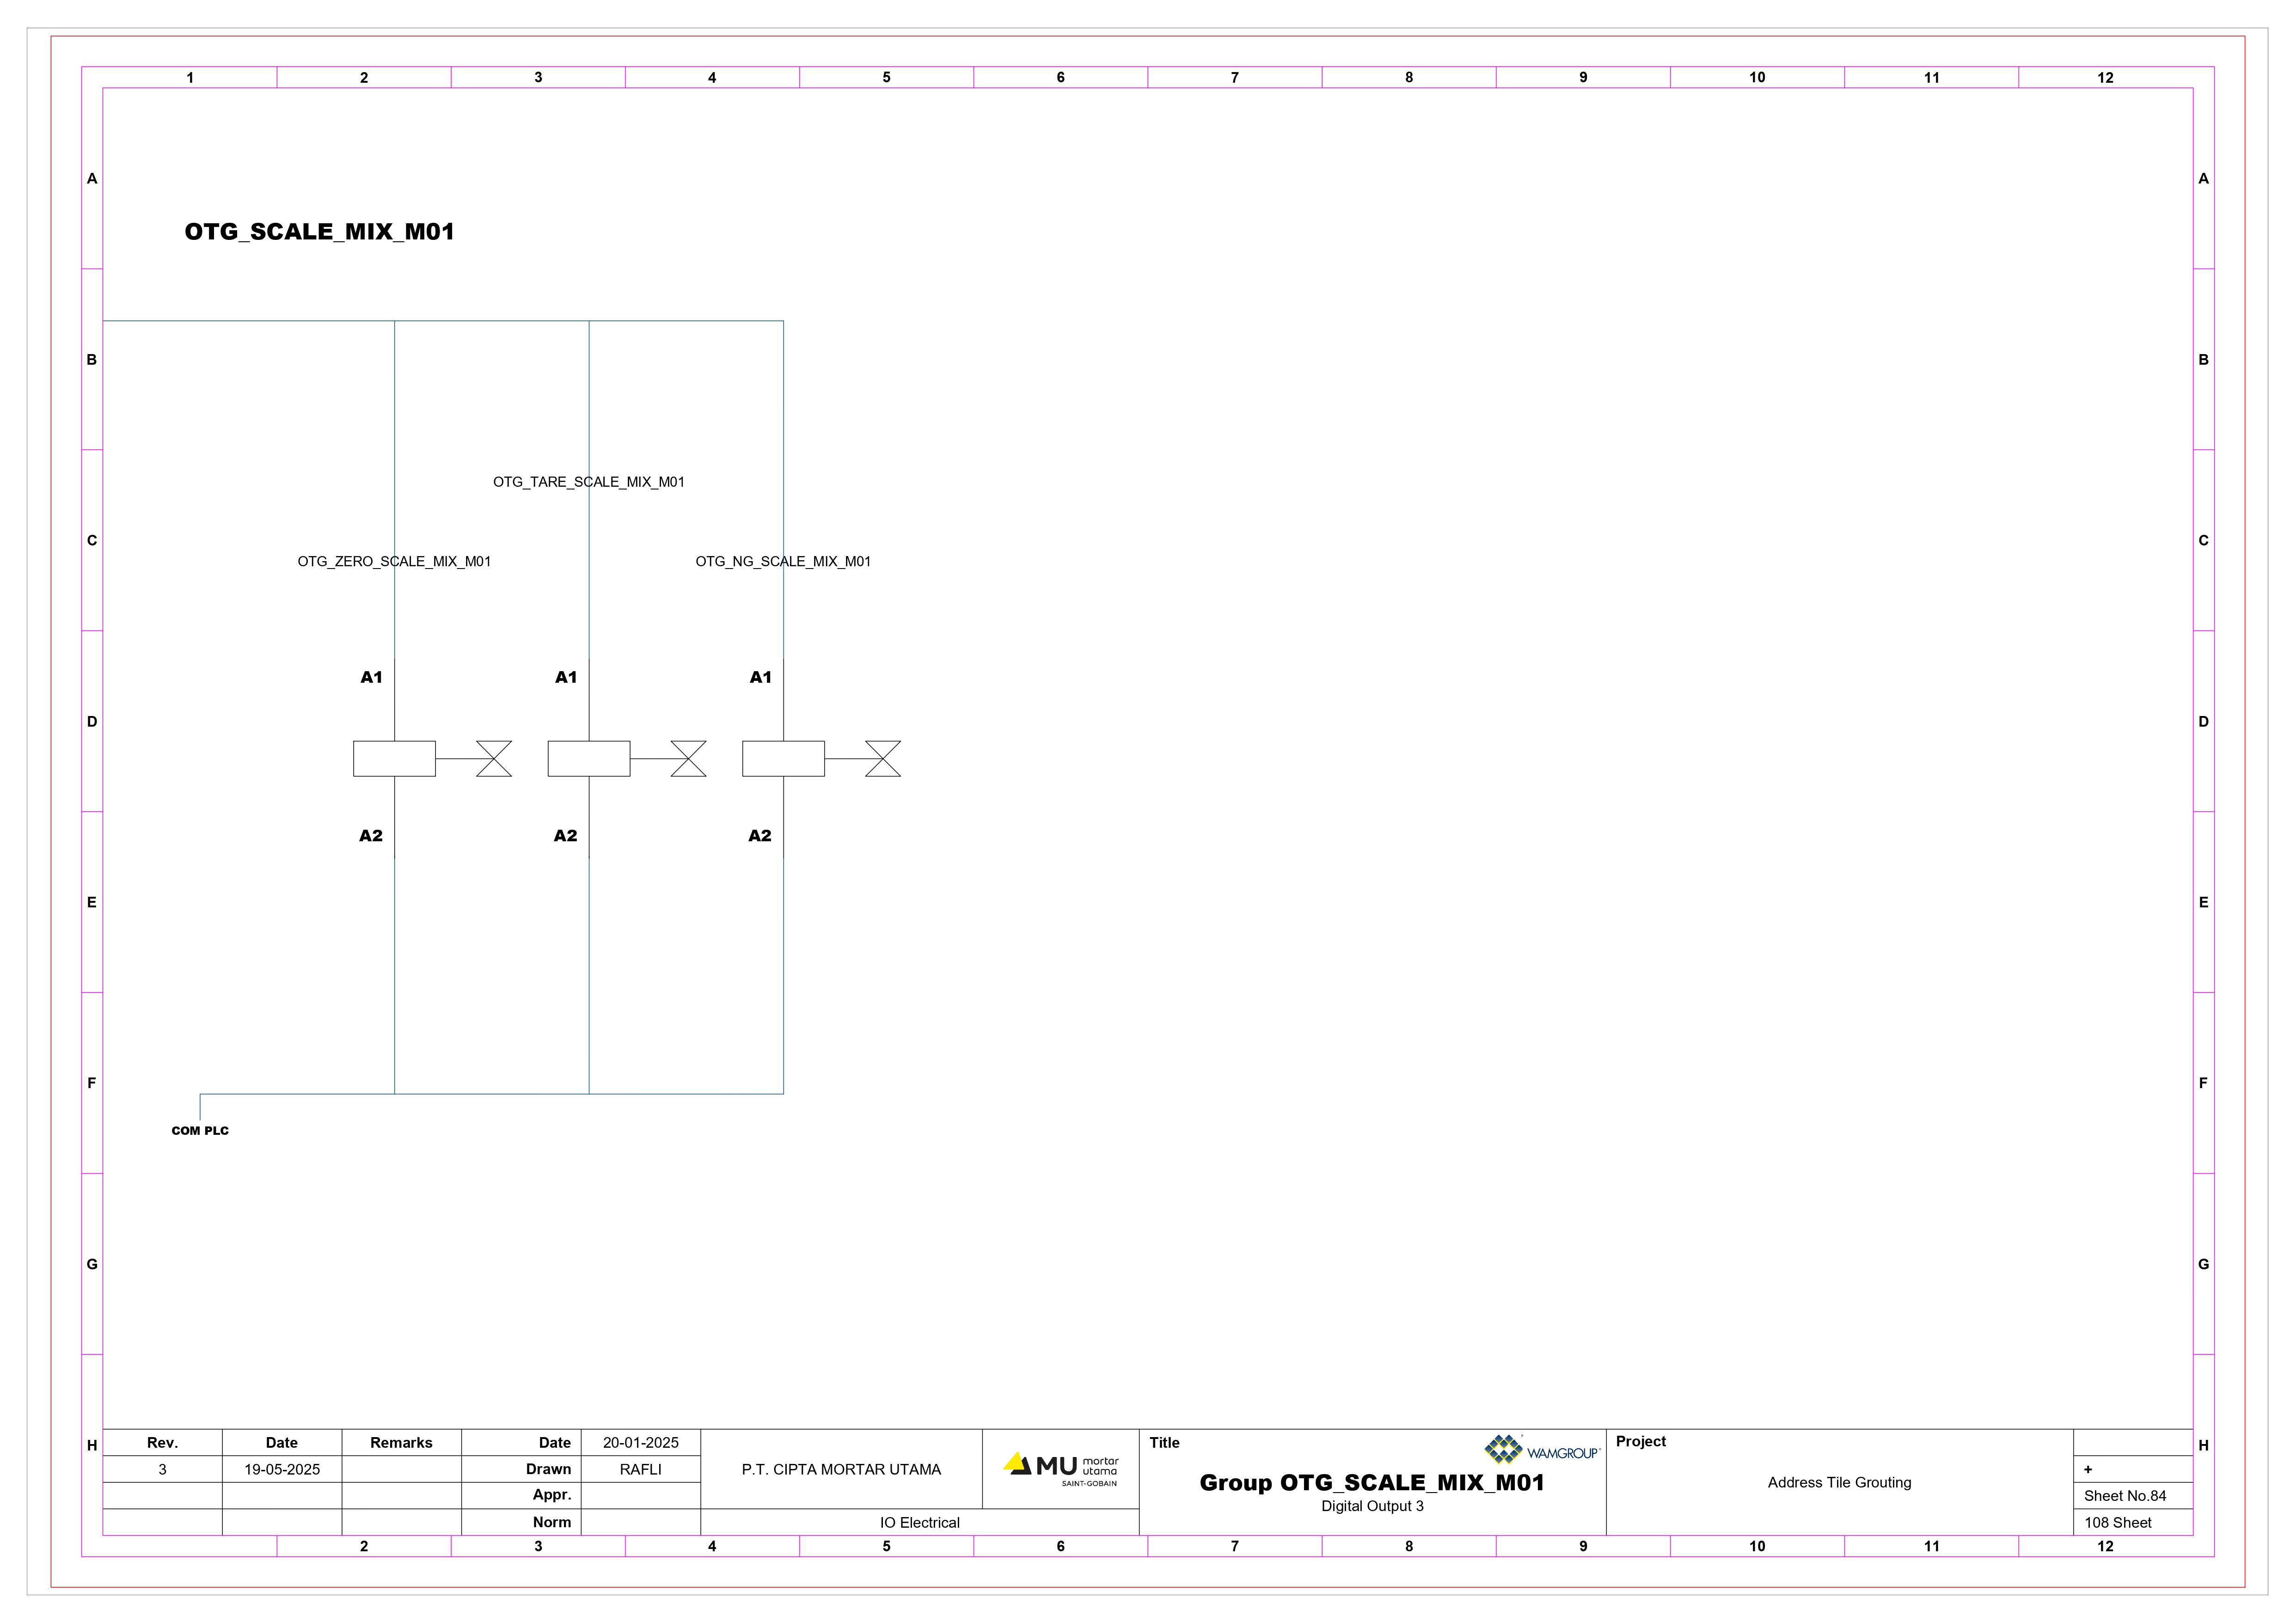 1 2 3 4 5 6 7 8 9 10 11 12
A A
OTG_SCALE_MIX_M01
B B
OTG_TARE_SCALE_MIX_M01
C C
OTG_ZERO_SCALE_MIX_M01 OTG_NG_SCALE_MIX_M01
A1 A1 A1
D D
A2 A2 A2
E E
F F
COM PLC
G G
H H
Rev. Date Remarks Date 20-01-2025
3 19-05-2025 Drawn RAFLI
Appr.
Norm
P.T. CIPTA MORTAR UTAMA
MU mortar
utama
SAINT-GOBAIN
IO Electrical
Title
WAMGROUP
Group OTG_SCALE_MIX_M01
Digital Output 3
Project
Address Tile Grouting
+
Sheet No.84
108 Sheet
2 3 4 5 6 7 8 9 10 11 12